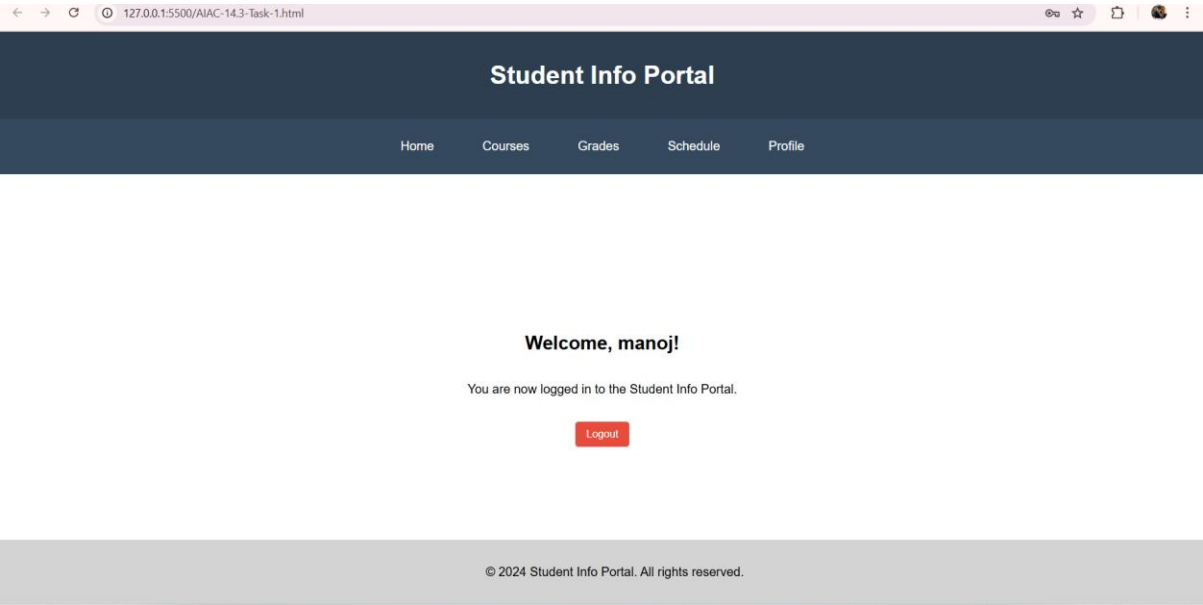 127.0.0.1:5500/AIAC-14.3-Task-1.html
Student Info Portal
Home Courses Grades Schedule Profile
Welcome, manoj!
You are now logged in to the Student Info Portal.
Logout
© 2024 Student Info Portal. All rights reserved.